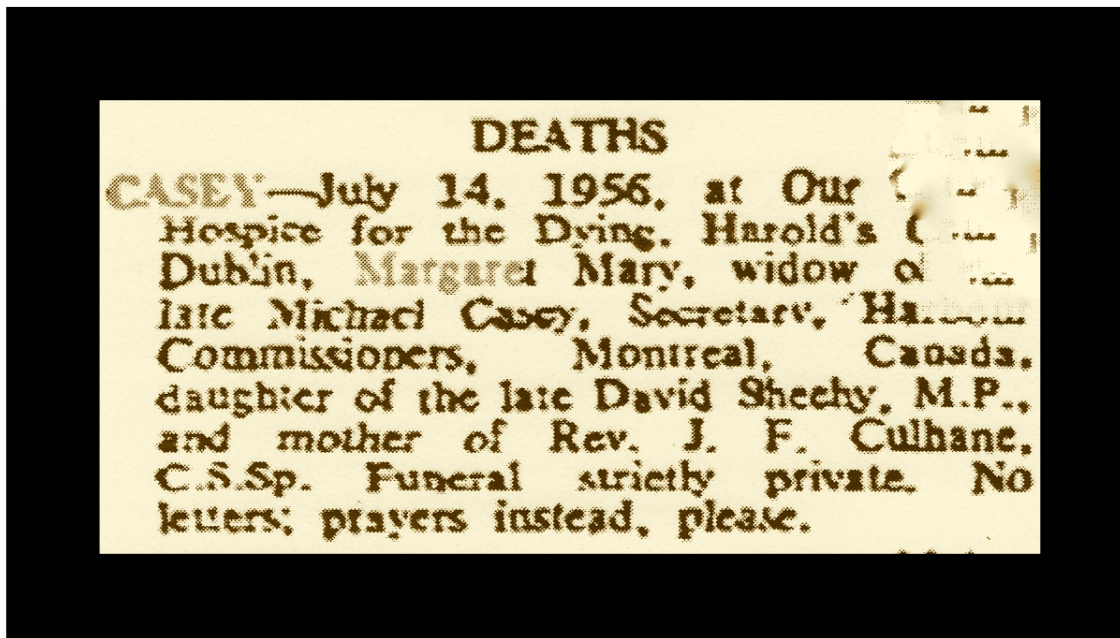 DEATHS
CASEY—July 14, 1956, at Our
Hospice for the Dying, Harold's
Dublin, Margaret Mary, widow of
late Michael Casey, Secretary, Harbour
Commissioners, Montreal, Canada,
daughter of the late David Sheehy, M.P.,
and mother of Rev. J. F. Culhane,
C.S.Sp. Funeral strictly private. No
letters; prayers instead, please.